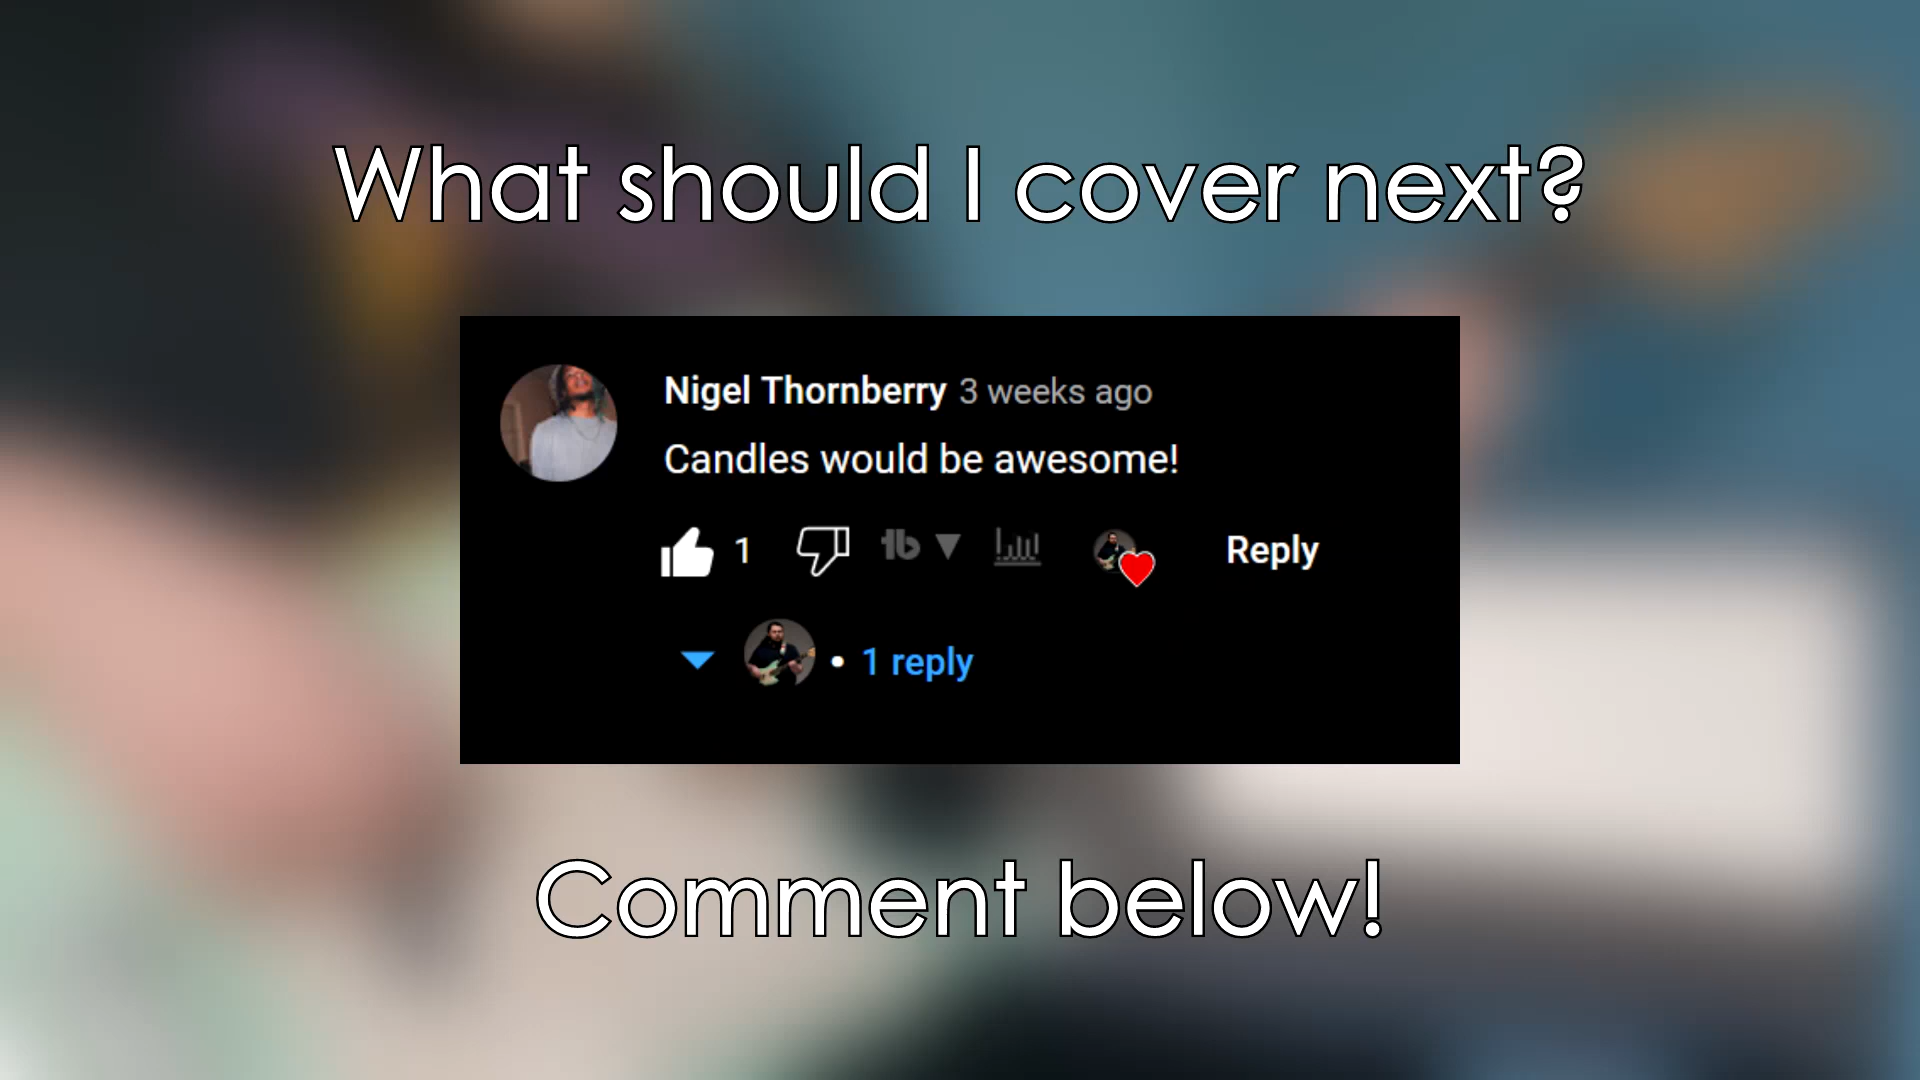 What should I cover next?
Nigel Thornberry 3 weeks ago
Candles would be awesome!
1 tb Reply
1 reply
Comment below!